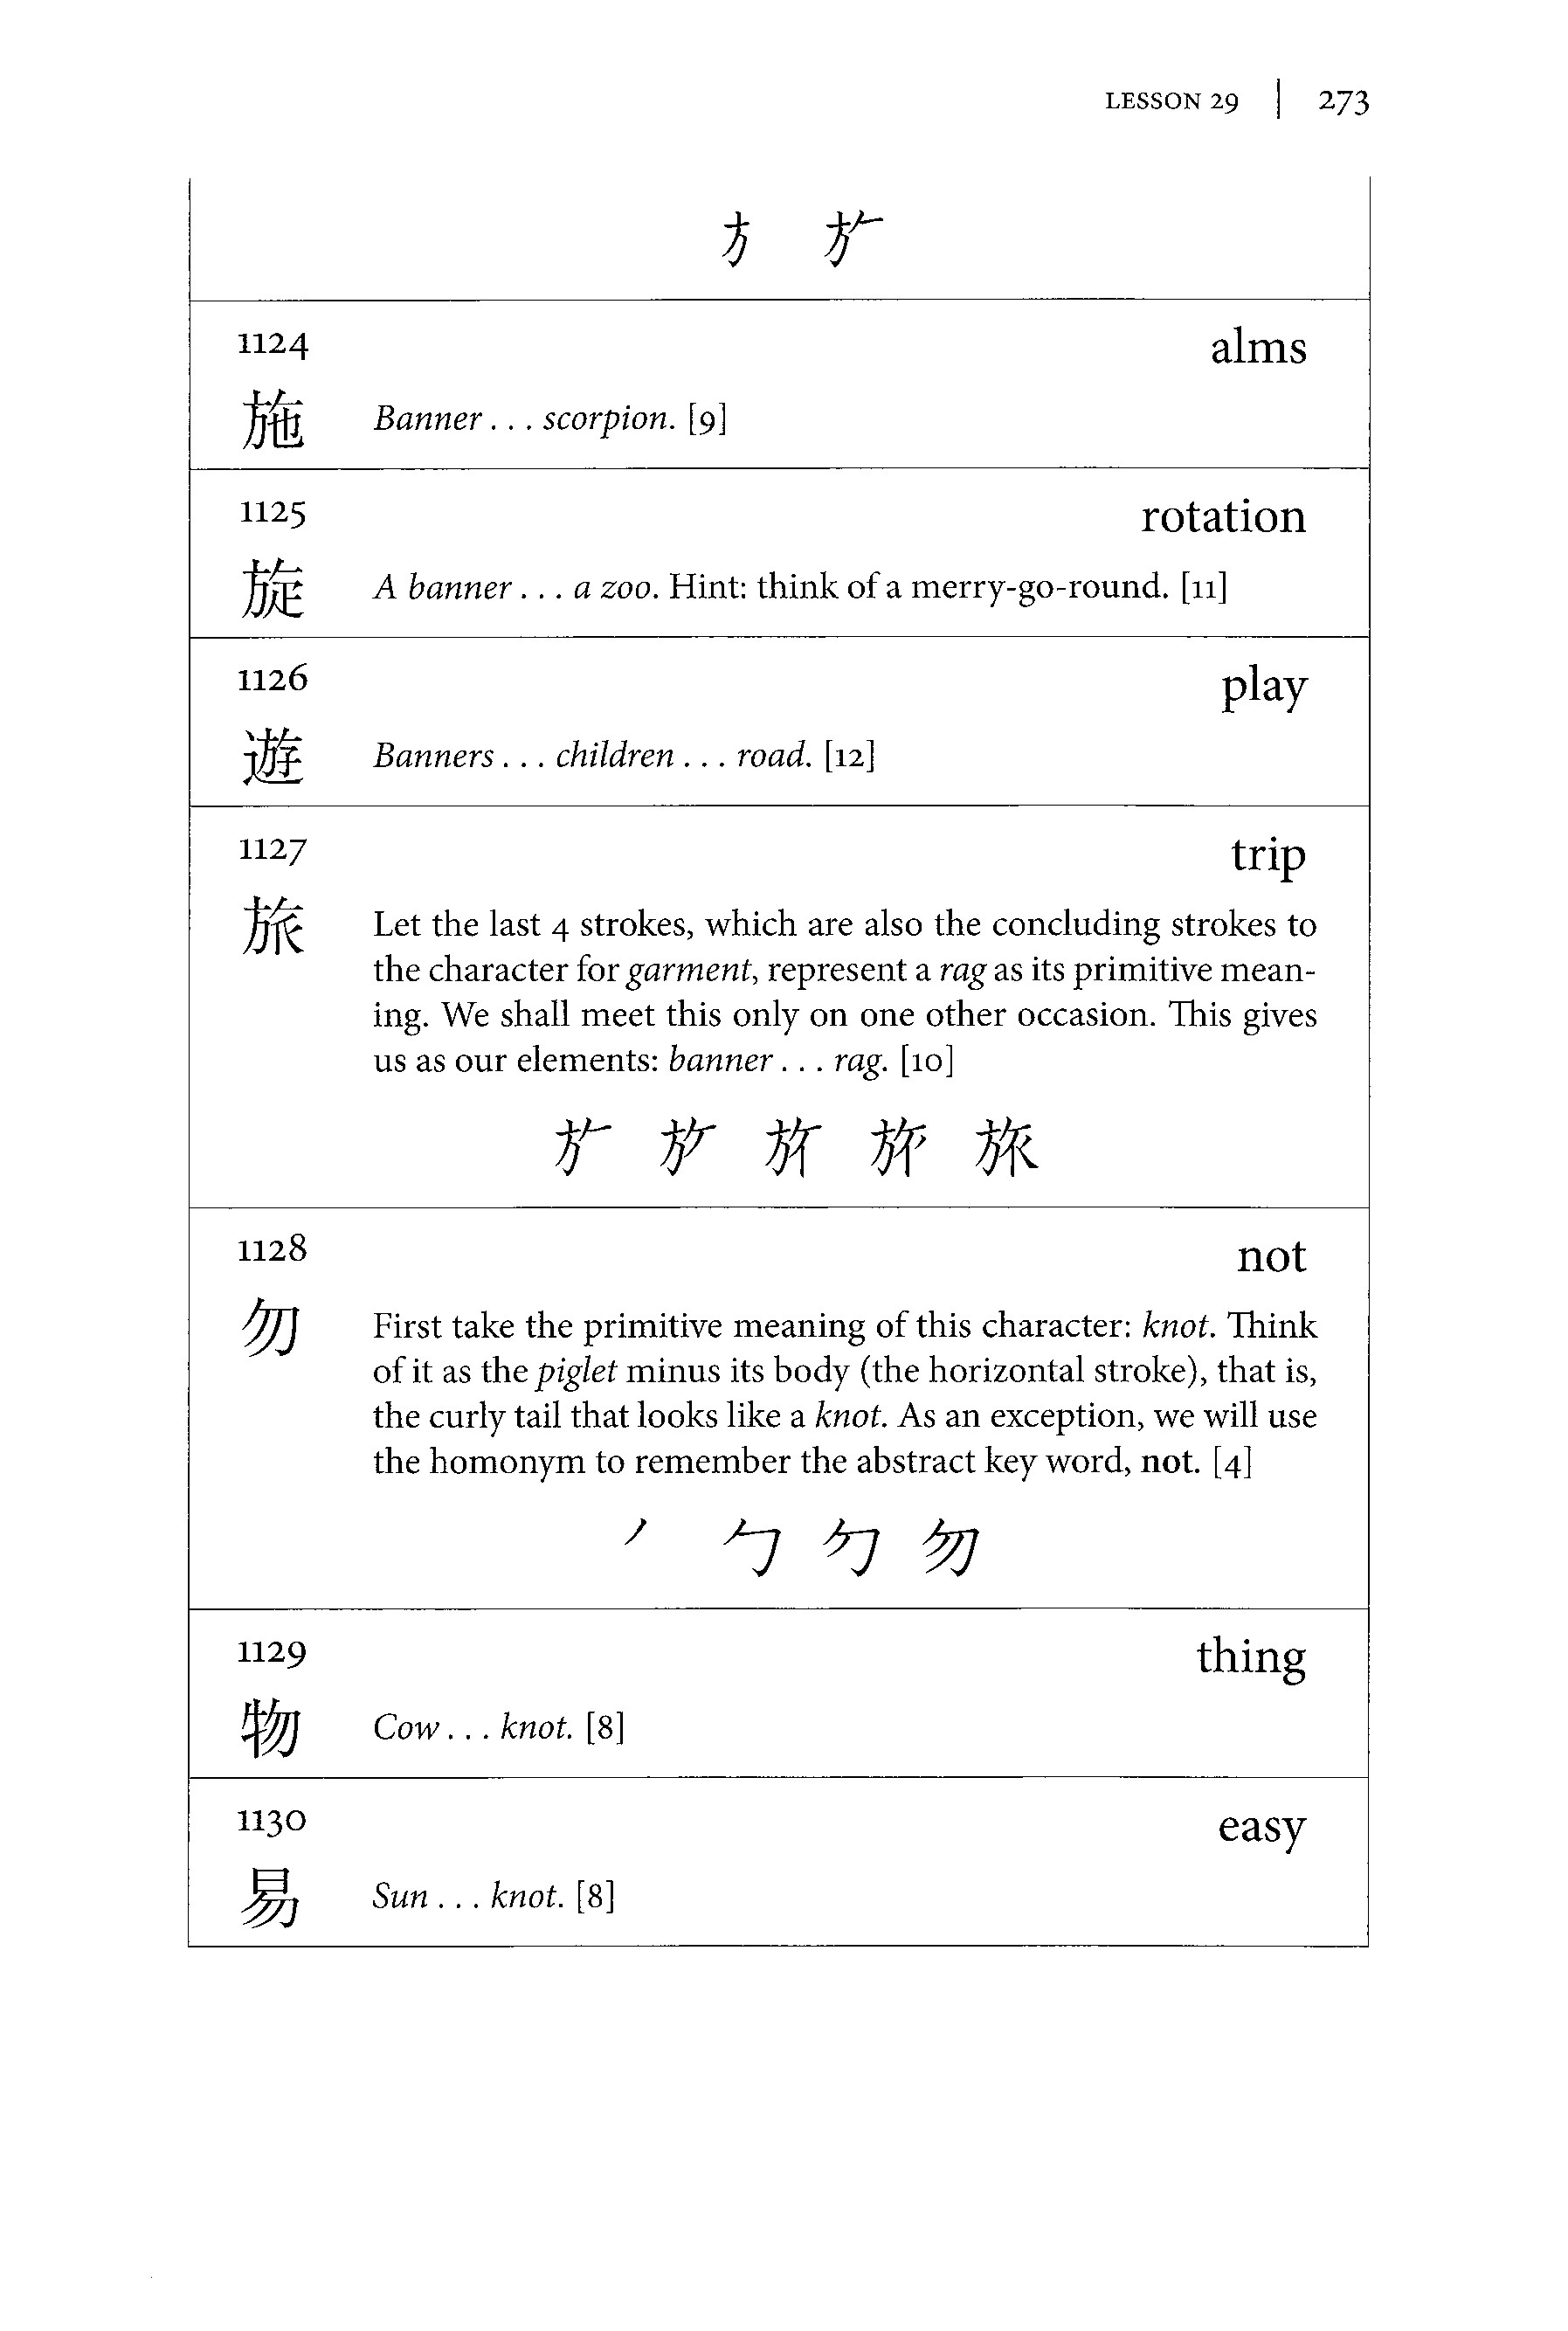 LESSON 29 | 273
方 𭤨
1124 alms
施 Banner . . . scorpion. [9]
1125 rotation
旋 A banner . . . a zoo. Hint: think of a merry-go-round. [11]
1126 play
遊 Banners . . . children . . . road. [12]
1127 trip
旅 Let the last 4 strokes, which are also the concluding strokes to
the character for garment, represent a rag as its primitive mean-
ing. We shall meet this only on one other occasion. This gives
us as our elements: banner . . . rag. [10]
旅
1128 not
勿 First take the primitive meaning of this character: knot. Think
of it as the piglet minus its body (the horizontal stroke), that is,
the curly tail that looks like a knot. As an exception, we will use
the homonym to remember the abstract key word, not. [4]
丿 勹 勺 勿
1129 thing
物 Cow . . . knot. [8]
1130 easy
易 Sun . . . knot. [8]